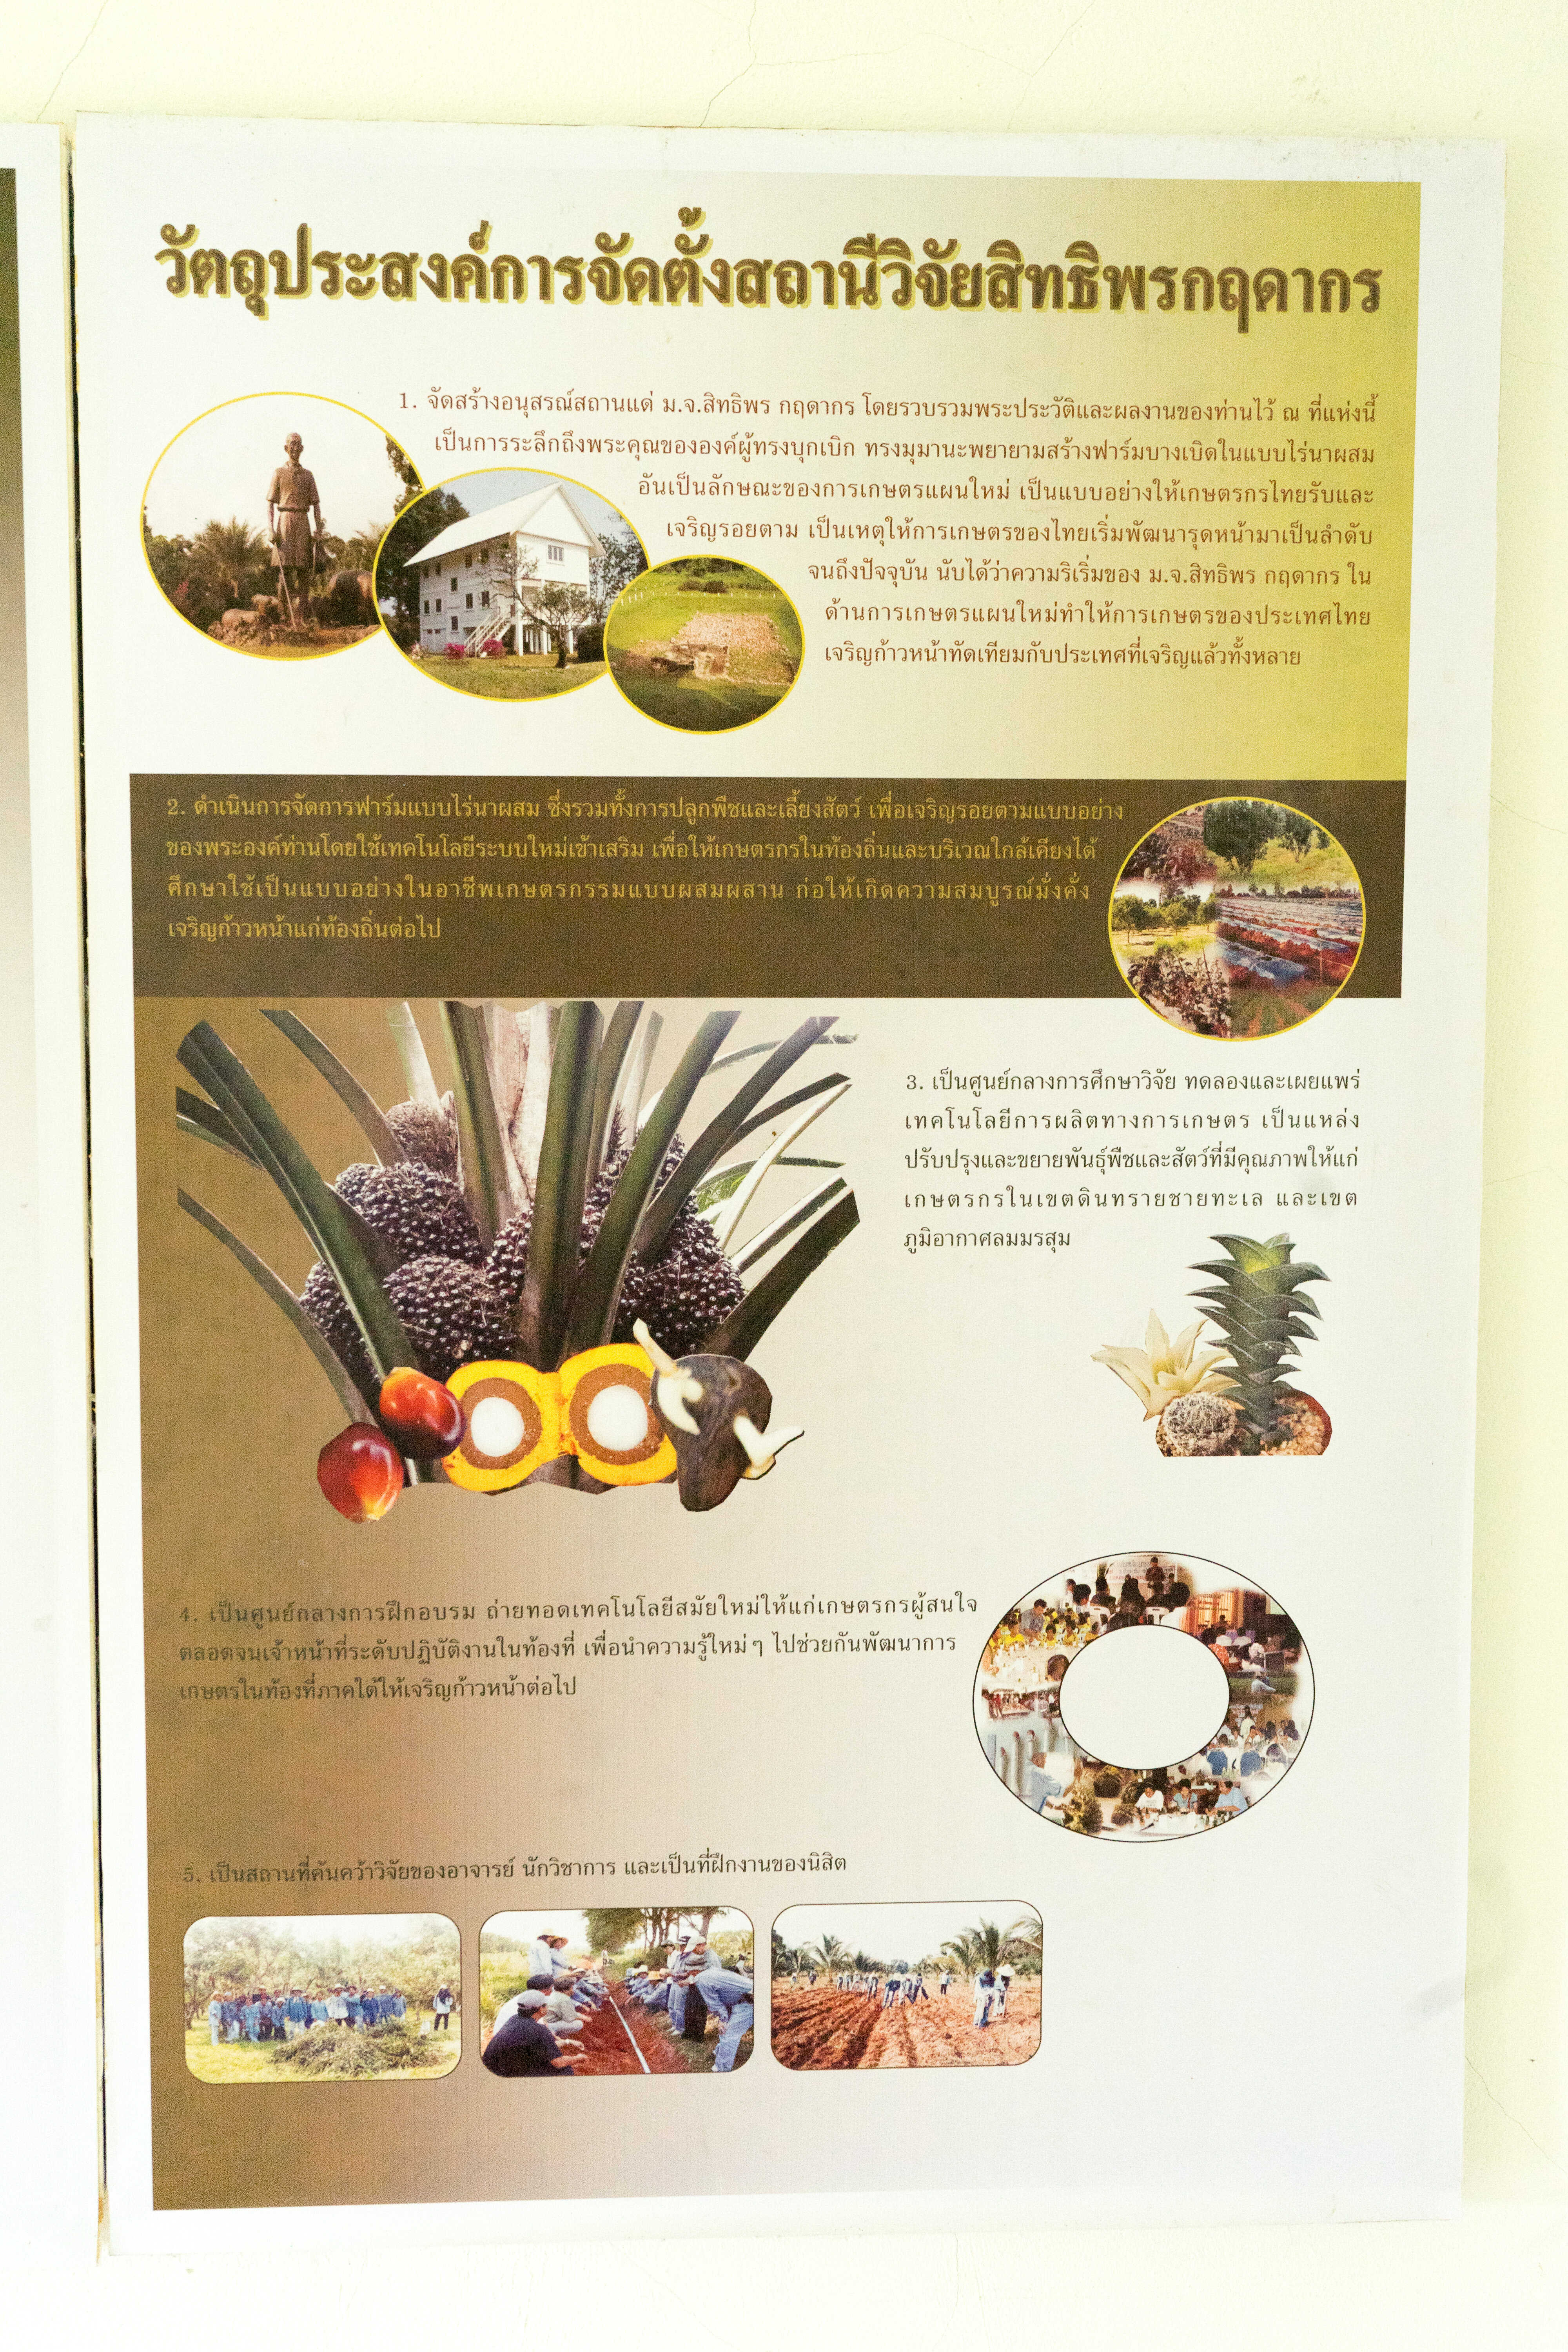 วัตถุประสงค์การจัดตั้งสถานีวิจัยสิทธิพรกฤดากร
1. จัดสร้างอนุสรณ์สถานแด่ ม.จ.สิทธิพร กฤดากร โดยรวบรวมพระประวัติและผลงานของท่านไว้ ณ ที่แห่งนี้
เป็นการระลึกถึงพระคุณขององค์ผู้ทรงบุกเบิก ทรงมุมานะพยายามสร้างฟาร์มบางเบิดในแบบไร่นาผสม
อันเป็นลักษณะของการเกษตรแผนใหม่ เป็นแบบอย่างให้เกษตรกรไทยรับและ
เจริญรอยตาม เป็นเหตุให้การเกษตรของไทยเริ่มพัฒนารุดหน้ามาเป็นลำดับ
จนถึงปัจจุบัน นับได้ว่าความริเริ่มของ ม.จ.สิทธิพร กฤดากร ใน
ด้านการเกษตรแผนใหม่ทำให้การเกษตรของประเทศไทย
เจริญก้าวหน้าทัดเทียมกับประเทศที่เจริญแล้วทั้งหลาย
2. ดำเนินการจัดการฟาร์มแบบไร่นาผสม ซึ่งรวมทั้งการปลูกพืชและเลี้ยงสัตว์ เพื่อเจริญรอยตามแบบอย่าง
ของพระองค์ท่านโดยใช้เทคโนโลยีระบบใหม่เข้าเสริม เพื่อให้เกษตรกรในท้องถิ่นและบริเวณใกล้เคียงได้
ศึกษาใช้เป็นแบบอย่างในอาชีพเกษตรกรรมแบบผสมผสาน ก่อให้เกิดความสมบูรณ์มั่งคั่ง
เจริญก้าวหน้าแก่ท้องถิ่นต่อไป
3. เป็นศูนย์กลางการศึกษาวิจัย ทดลองและเผยแพร่
เทคโนโลยีการผลิตทางการเกษตร เป็นแหล่ง
ปรับปรุงและขยายพันธุ์พืชและสัตว์ที่มีคุณภาพให้แก่
เกษตรกรในเขตดินทรายชายทะเล และเขต
ภูมิอากาศลมมรสุม
4. เป็นศูนย์กลางการฝึกอบรม ถ่ายทอดเทคโนโลยีสมัยใหม่ให้แก่เกษตรกรผู้สนใจ
ตลอดจนเจ้าหน้าที่ระดับปฏิบัติงานในท้องที่ เพื่อนำความรู้ใหม่ ๆ ไปช่วยกันพัฒนาการ
เกษตรในท้องที่ภาคใต้ให้เจริญก้าวหน้าต่อไป
5. เป็นสถานที่ค้นคว้าวิจัยของอาจารย์ นักวิชาการ และเป็นที่ฝึกงานของนิสิต